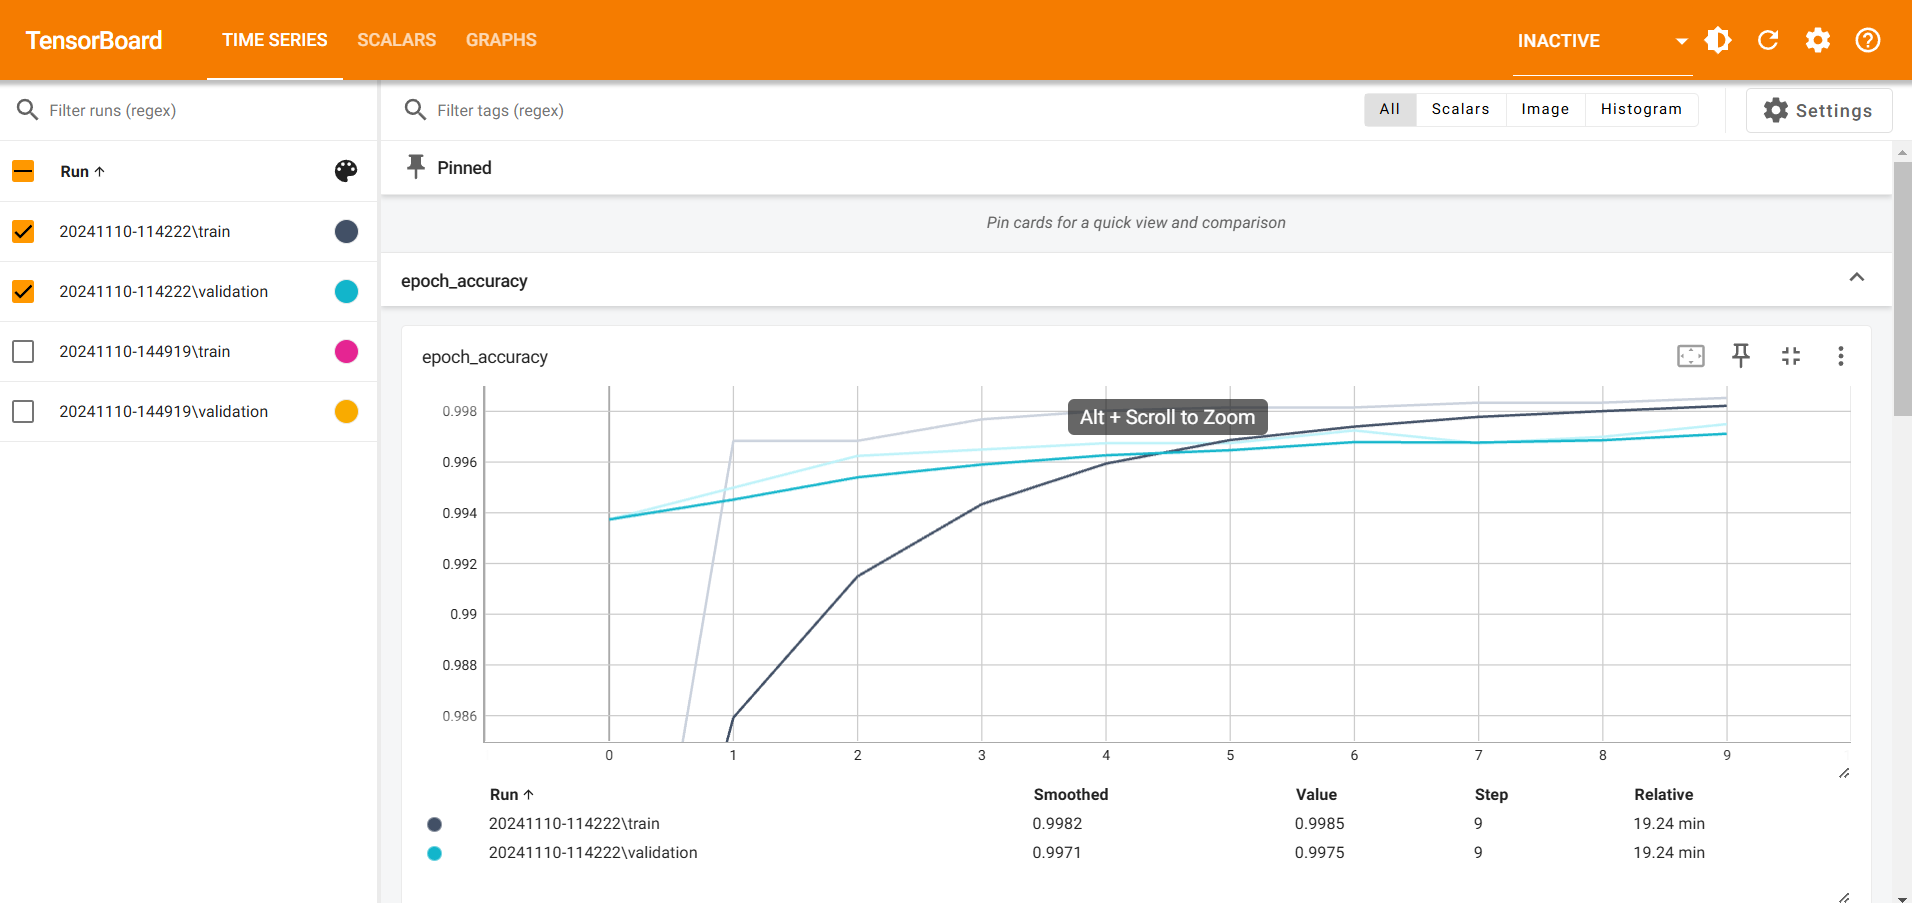 TensorBoard TIME SERIES SCALARS GRAPHS INACTIVE
Filter runs (regex)
Run
20241110-114222\train
20241110-114222\validation
20241110-144919\train
20241110-144919\validation
Filter tags (regex) All Scalars Image Histogram Settings
Pinned
Pin cards for a quick view and comparison
epoch_accuracy
epoch_accuracy
Alt + Scroll to Zoom
0.998
0.996
0.994
0.992
0.99
0.988
0.986
0 1 2 3 4 5 6 7 8 9
Run Smoothed Value Step Relative
20241110-114222\train 0.9982 0.9985 9 19.24 min
20241110-114222\validation 0.9971 0.9975 9 19.24 min